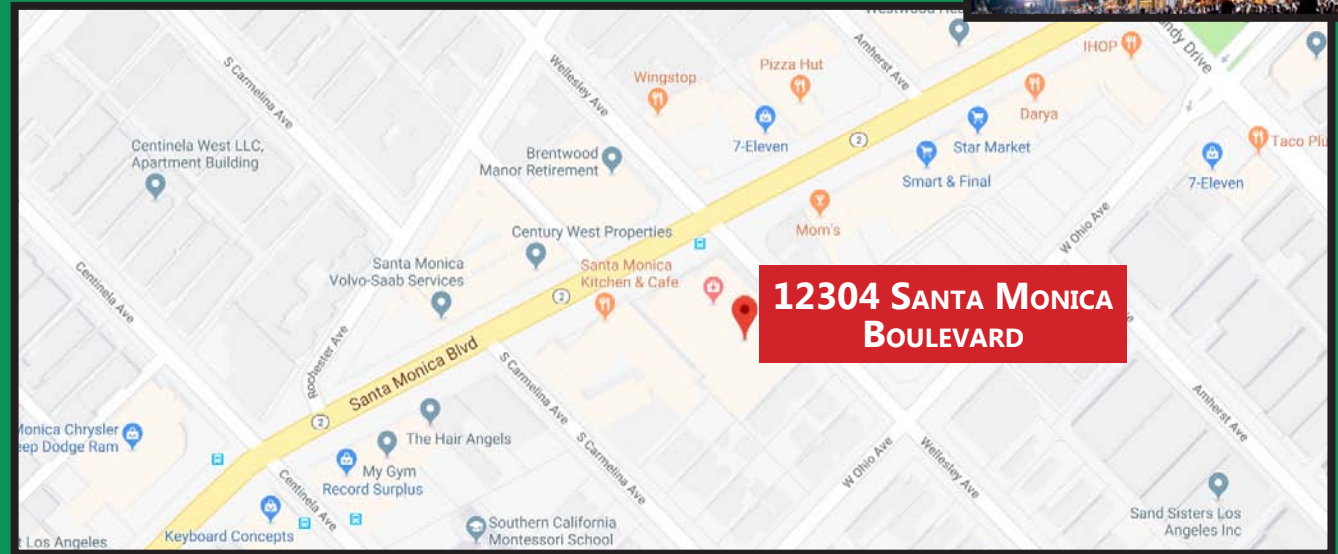 S Carmelina Ave
Wellesley Ave
Amherst Ave
IHOP
Drive
Wingstop
Pizza Hut
Darya
Centinela West LLC,
Apartment Building
Brentwood
Manor Retirement
7-Eleven
2
Star Market
Taco
Smart & Final
7-Eleven
Mom's
W Ohio Ave
Century West Properties
Santa Monica
Volvo-Saab Services
Santa Monica
Kitchen & Cafe
2
12304 SANTA MONICA
BOULEVARD
Centinela Ave
Rochester Ave
Santa Monica Blvd
S Carmelina Ave
Amherst Ave
2
Monica Chrysler
eep Dodge Ram
The Hair Angels
S Carmelina Ave
W Ohio Ave
Wellesley Ave
My Gym
Record Surplus
Centinela Ave
Keyboard Concepts
Southern California
Montessori School
Sand Sisters Los
Angeles Inc
t Los Angeles